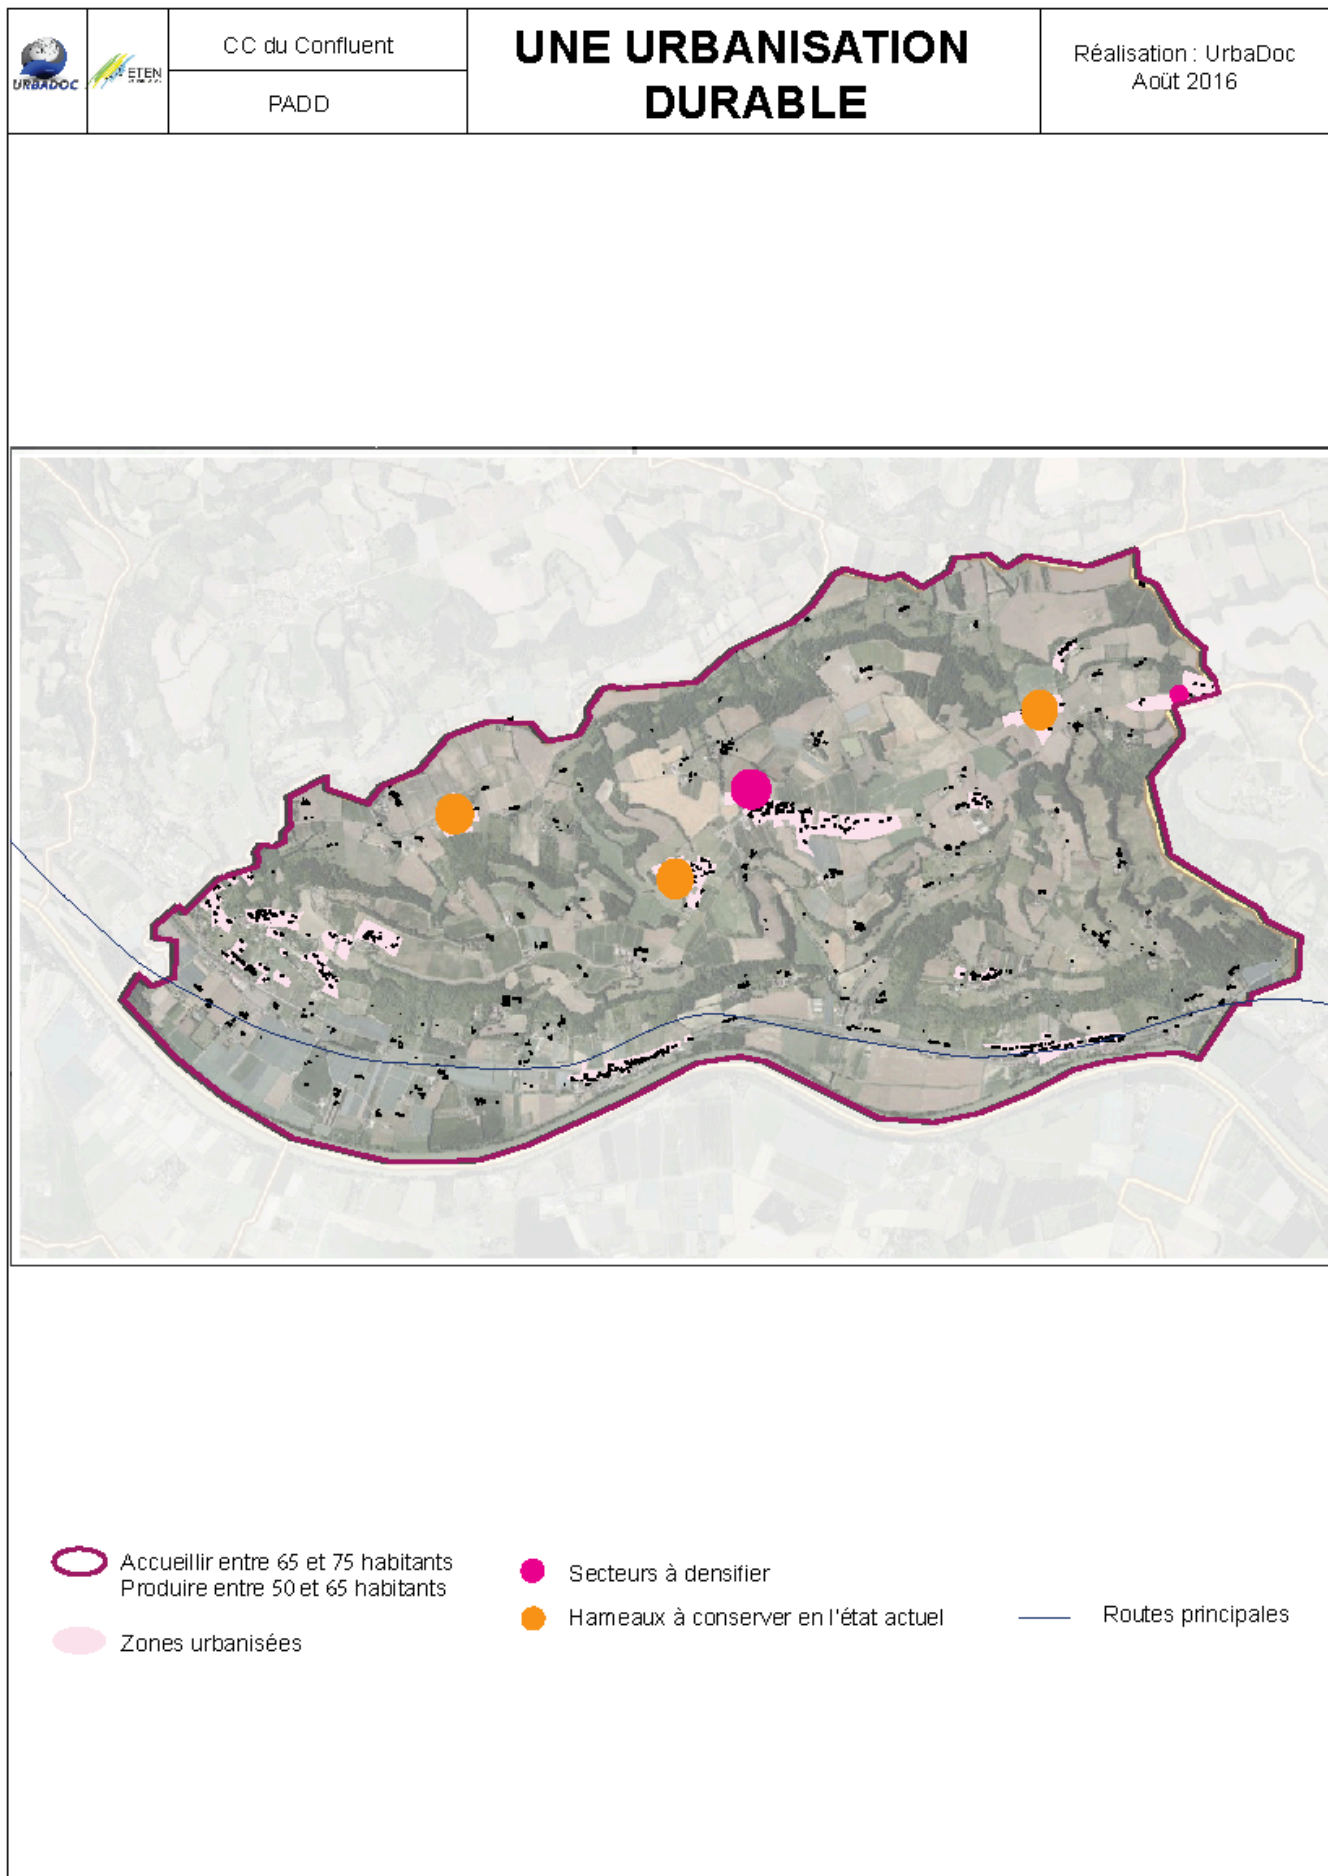 URBADOC
ETEN
CC du Confluent
PADD
UNE URBANISATION
DURABLE
Réalisation : UrbaDoc
Août 2016
Accueillir entre 65 et 75 habitants
Produire entre 50 et 65 habitants
Zones urbanisées
Secteurs à densifier
Hameaux à conserver en l'état actuel
Routes principales